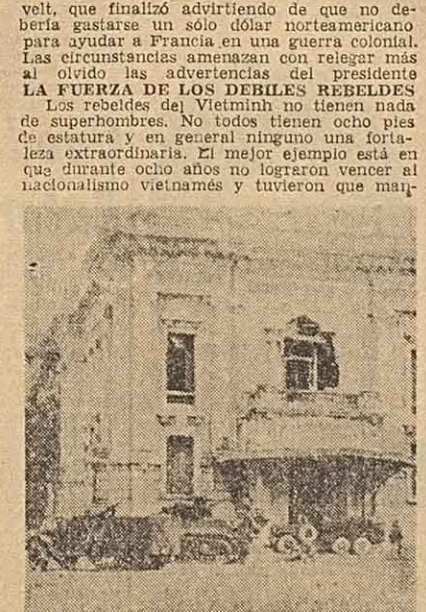 velt, que finalizó advirtiendo de que no de-
bería gastarse un sólo dólar norteamericano
para ayudar a Francia en una guerra colonial.
Las circunstancias amenazan con relegar más
al olvido las advertencias del presidente
LA FUERZA DE LOS DEBILES REBELDES
Los rebeldes del Vietminh no tienen nada
de superhombres. No todos tienen ocho pies
de estatura y en general ninguno una forta-
leza extraordinaria. El mejor ejemplo está en
que durante ocho años no lograron vencer al
nacionalismo vietnamés y tuvieron que man-